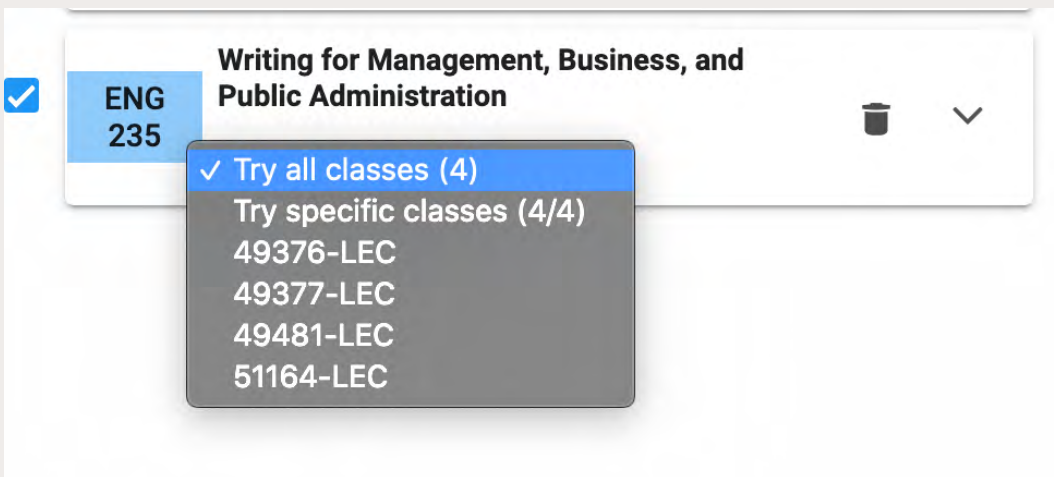 Writing for Management, Business, and
Public Administration
ENG
235
✓ Try all classes (4)
Try specific classes (4/4)
49376-LEC
49377-LEC
49481-LEC
51164-LEC